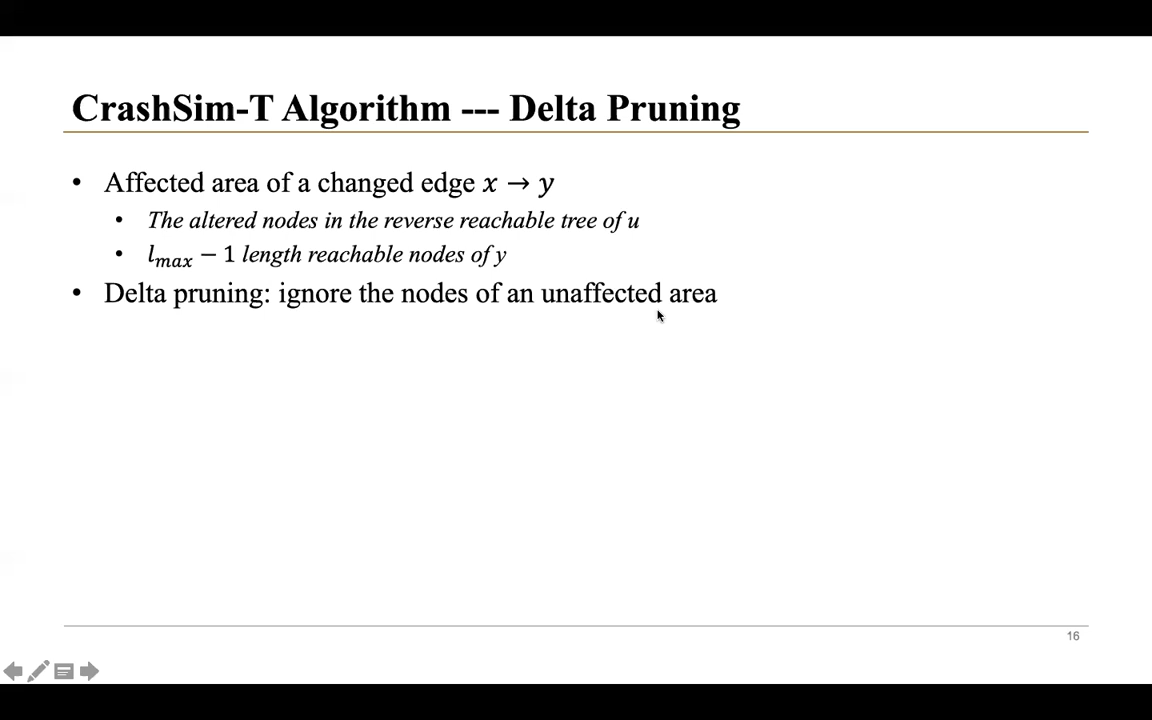 CrashSim-T Algorithm --- Delta Pruning
• Affected area of a changed edge 𝑥 → 𝑦
• The altered nodes in the reverse reachable tree of u
• 𝑙ₘₐₓ − 1 length reachable nodes of y
• Delta pruning: ignore the nodes of an unaffected area
16